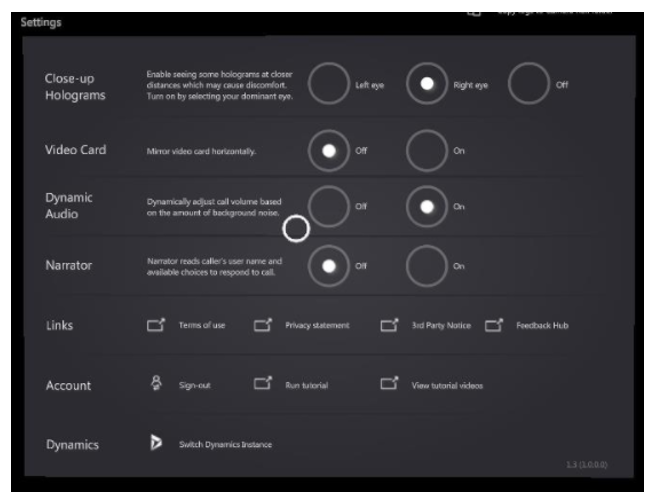 Settings
Close-up
Holograms
Enable seeing some holograms at closer
distances which may cause discomfort.
Turn on by selecting your dominant eye.
Left eye
Right eye
Off
Video Card
Mirror video card horizontally.
Off
On
Dynamic
Audio
Dynamically adjust call volume based
on the amount of background noise.
Off
On
Narrator
Narrator reads caller's user name and
available choices to respond to call.
Off
On
Links
Terms of use
Privacy statement
3rd Party Notice
Feedback Hub
Account
Sign-out
Run tutorial
View tutorial videos
Dynamics
Switch Dynamics Instance
1.3 (1.0.0.0)